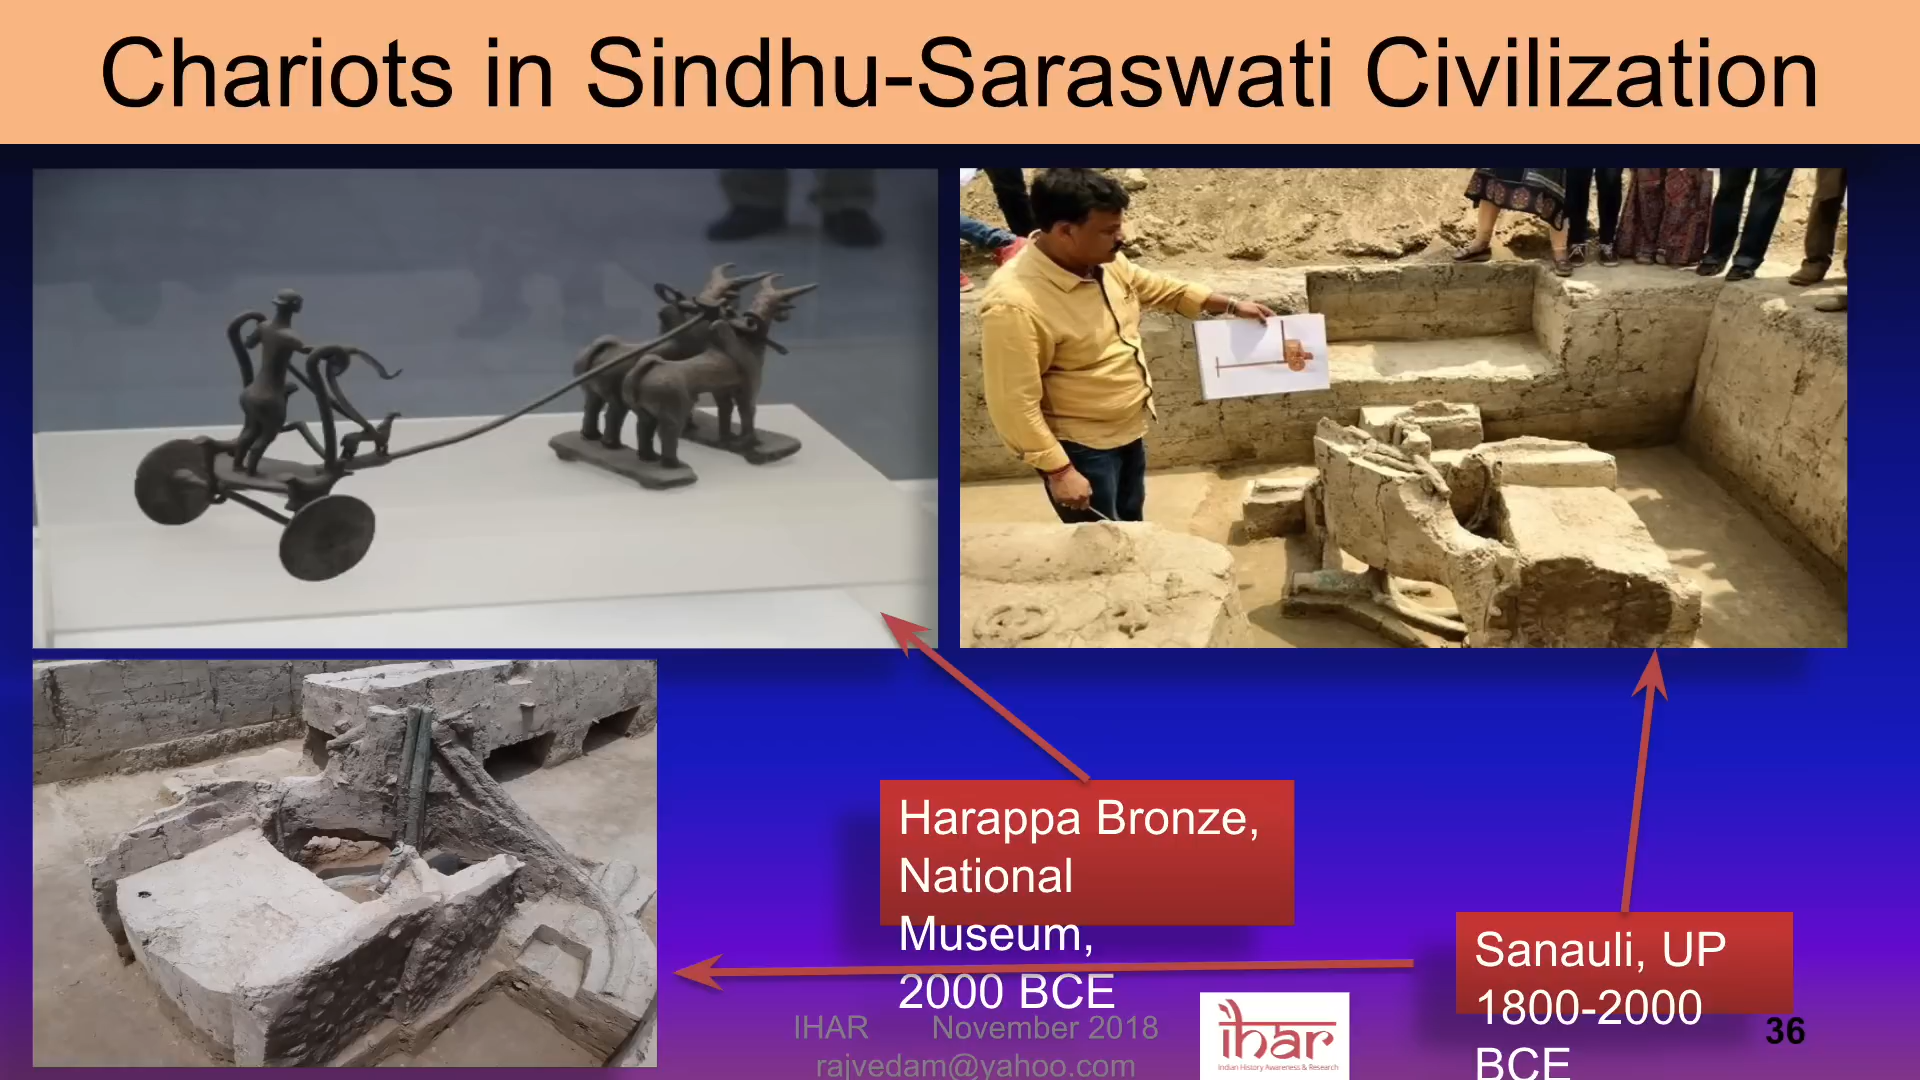 Chariots in Sindhu-Saraswati Civilization
Harappa Bronze,
National
Museum,
2000 BCE
Sanauli, UP
1800-2000
BCE
IHAR November 2018
rajvedam@yahoo.com
ihar
Indian History Awareness & Research
36